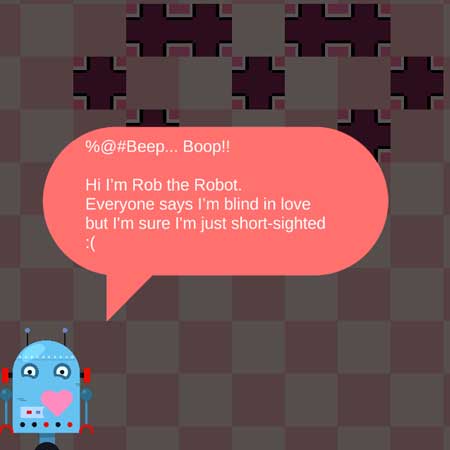 %@#Beep... Boop!!
Hi I'm Rob the Robot.
Everyone says I'm blind in love
but I'm sure I'm just short-sighted
:(